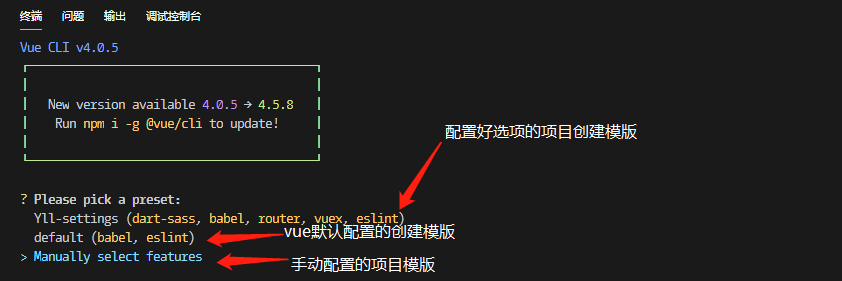 终端 问题 输出 调试控制台
Vue CLI v4.0.5
New version available 4.0.5 → 4.5.8
Run npm i -g @vue/cli to update!
配置好选项的项目创建模版
? Please pick a preset:
Yll-settings (dart-sass, babel, router, vuex, eslint)
default (babel, eslint)
vue默认配置的创建模版
> Manually select features
手动配置的项目模版